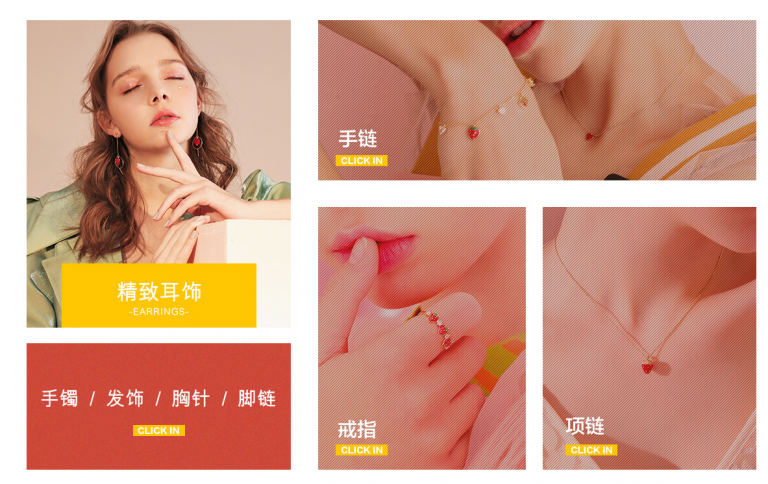 精致耳饰
-EARRINGS-
手镯 / 发饰 / 胸针 / 脚链
CLICK IN
手链
CLICK IN
戒指
CLICK IN
项链
CLICK IN